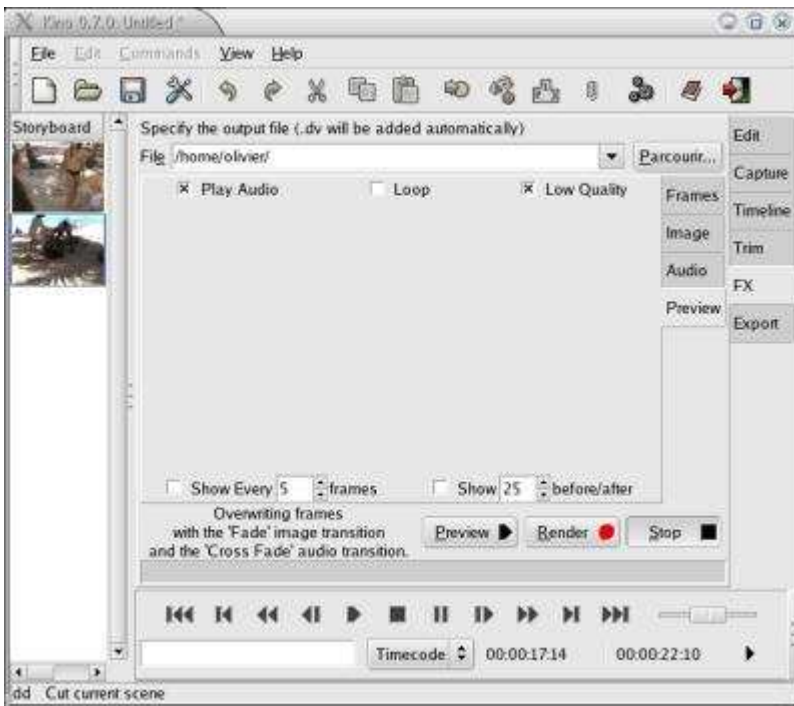 Kino 0.7.0: Untitled *
File Edit Commands View Help
Storyboard
Specify the output file (.dv will be added automatically)
File /home/olivier/ Parcourir...
Play Audio Loop Low Quality
Frames
Image
Audio
Preview
Edit
Capture
Timeline
Trim
FX
Export
Show Every 5 frames Show 25 before/after
Overwriting frames
with the 'Fade' image transition
and the 'Cross Fade' audio transition.
Preview Render Stop
Timecode: 00:00:17:14 00:00:22:10
dd Cut current scene